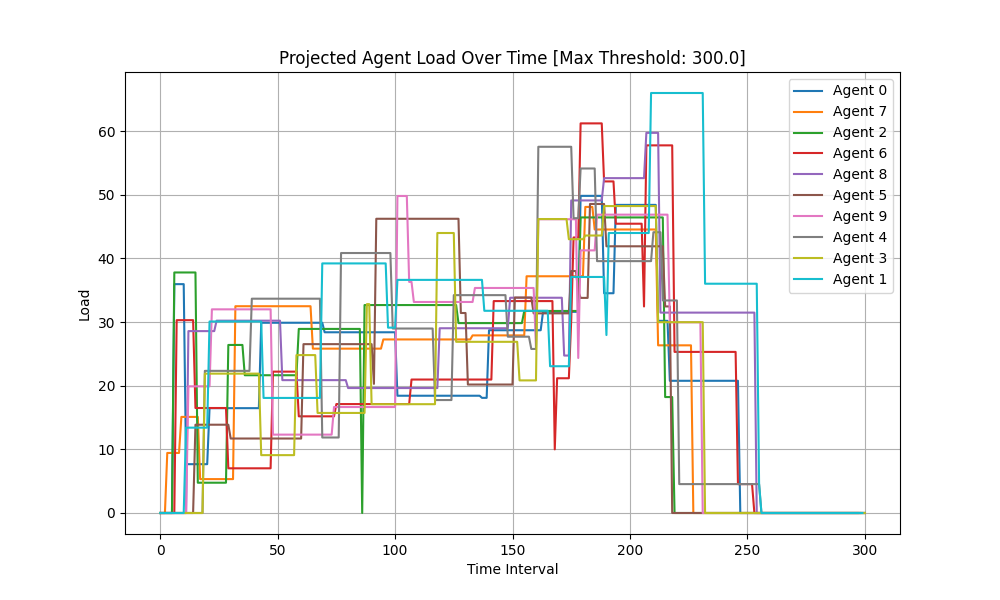 Projected Agent Load Over Time [Max Threshold: 300.0]
Load
60
50
40
30
20
10
0
0 50 100 150 200 250 300
Time Interval
Agent 0
Agent 7
Agent 2
Agent 6
Agent 8
Agent 5
Agent 9
Agent 4
Agent 3
Agent 1